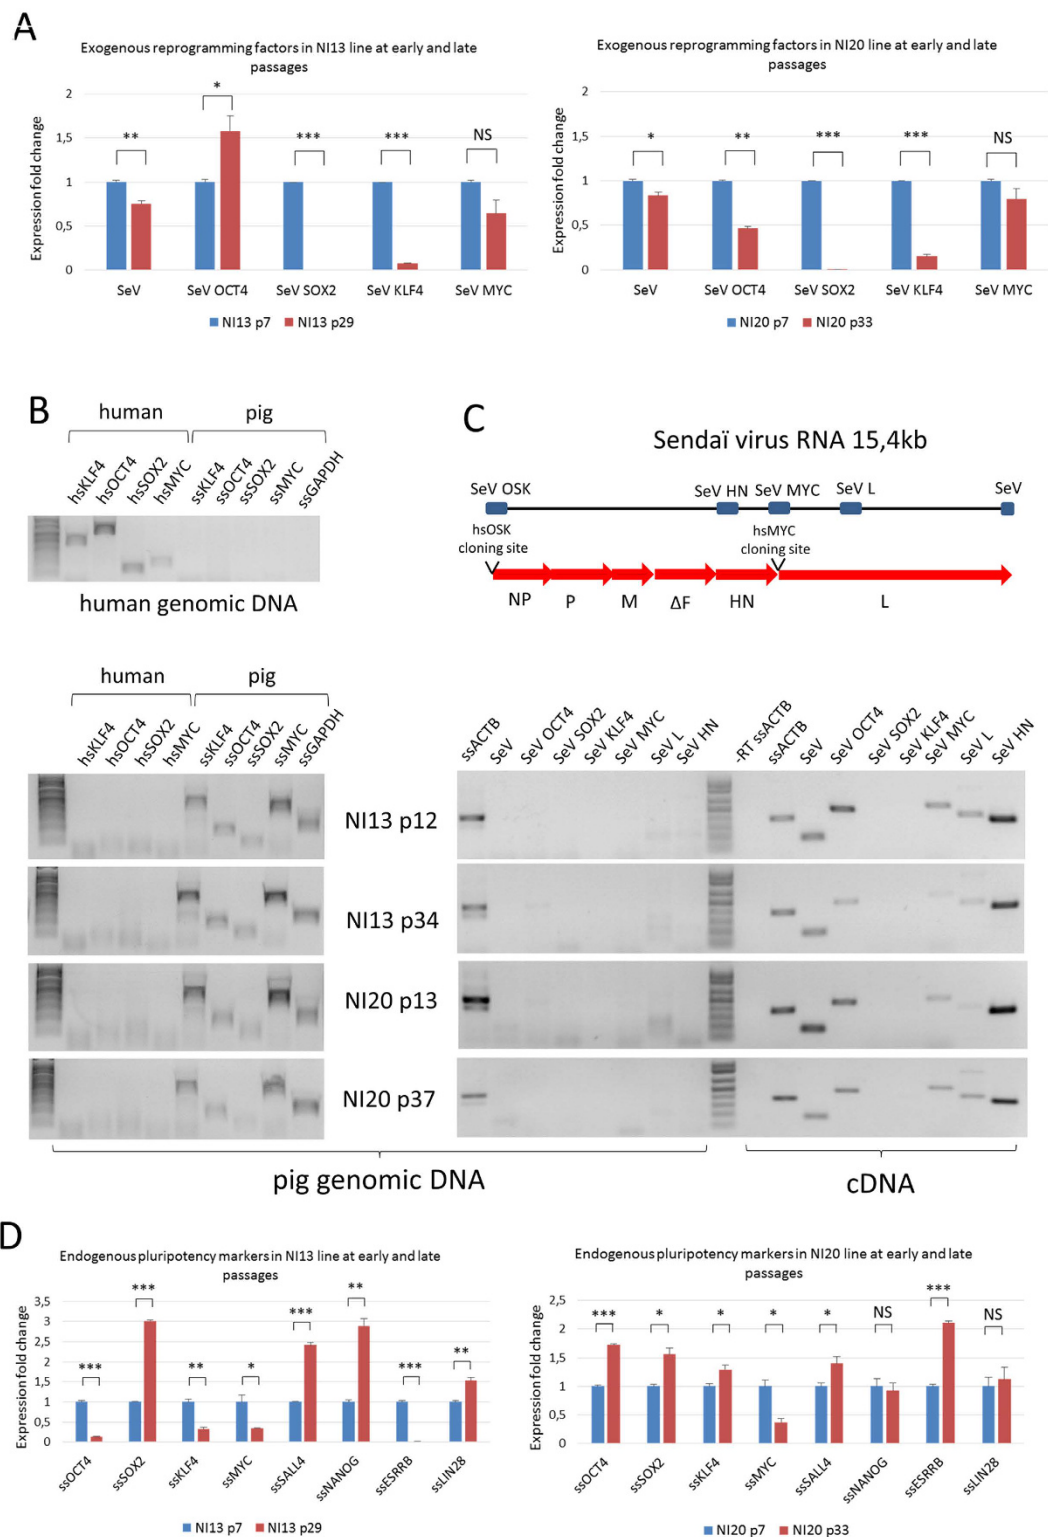 A
Exogenous reprogramming factors in NI13 line at early and late
passages
Expression fold change
2
1,5
1
0,5
0
**
*
***
***
NS
SeV
SeV OCT4
SeV SOX2
SeV KLF4
SeV MYC
NI13 p7
NI13 p29
Exogenous reprogramming factors in NI20 line at early and late
passages
Expression fold change
2
1,5
1
0,5
0
*
**
***
***
NS
SeV
SeV OCT4
SeV SOX2
SeV KLF4
SeV MYC
NI20 p7
NI20 p33
B
human
pig
hsKLF4
hsOCT4
hsSOX2
hsMYC
ssKLF4
ssOCT4
ssSOX2
ssMYC
ssGAPDH
human genomic DNA
C
Sendaï virus RNA 15,4kb
SeV OSK
SeV HN
SeV MYC
SeV L
SeV
hsOSK
cloning site
hsMYC
cloning site
NP
P
M
ΔF
HN
L
human
pig
hsKLF4
hsOCT4
hsSOX2
hsMYC
ssKLF4
ssOCT4
ssSOX2
ssMYC
ssGAPDH
ssACTB
SeV
SeV OCT4
SeV SOX2
SeV KLF4
SeV MYC
SeV L
SeV HN
-RT ssACTB
ssACTB
SeV
SeV OCT4
SeV SOX2
SeV KLF4
SeV MYC
SeV L
SeV HN
NI13 p12
NI13 p34
NI20 p13
NI20 p37
pig genomic DNA
cDNA
D
Endogenous pluripotency markers in NI13 line at early and late
passages
Expression fold change
3,5
3
2,5
2
1,5
1
0,5
0
***
***
**
*
***
**
***
**
ssOCT4
ssSOX2
ssKLF4
ssMYC
ssSALL4
ssNANOG
ssESRRB
ssLIN28
NI13 p7
NI13 p29
Endogenous pluripotency markers in NI20 line at early and late
passages
Expression fold change
2,5
2
1,5
1
0,5
0
***
*
*
*
*
NS
***
NS
ssOCT4
ssSOX2
ssKLF4
ssMYC
ssSALL4
ssNANOG
ssESRRB
ssLIN28
NI20 p7
NI20 p33